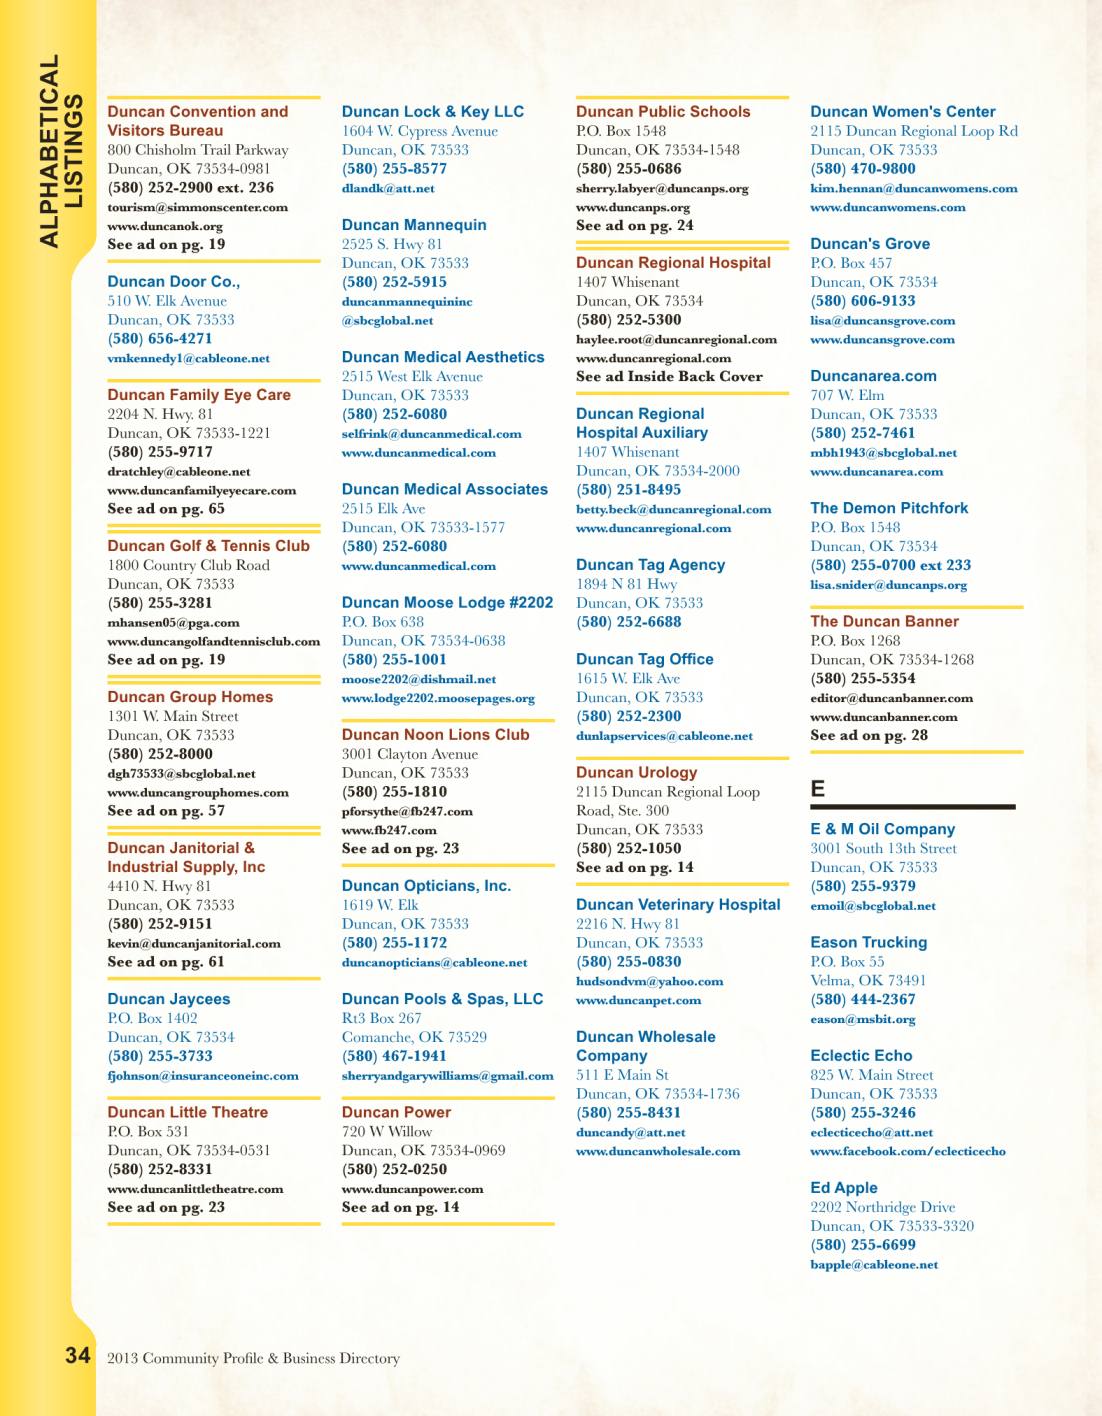 ALPHABETICAL
LISTINGS
Duncan Convention and
Visitors Bureau
800 Chisholm Trail Parkway
Duncan, OK 73534-0981
(580) 252-2900 ext. 236
tourism@simmonscenter.com
www.duncanok.org
See ad on pg. 19
Duncan Door Co.,
510 W. Elk Avenue
Duncan, OK 73533
(580) 656-4271
vmkennedy1@cableone.net
Duncan Family Eye Care
2204 N. Hwy. 81
Duncan, OK 73533-1221
(580) 255-9717
dratchley@cableone.net
www.duncanfamilyeyecare.com
See ad on pg. 65
Duncan Golf & Tennis Club
1800 Country Club Road
Duncan, OK 73533
(580) 255-3281
mhansen05@pga.com
www.duncangolfandtennisclub.com
See ad on pg. 19
Duncan Group Homes
1301 W. Main Street
Duncan, OK 73533
(580) 252-8000
dgh73533@sbcglobal.net
www.duncangrouphomes.com
See ad on pg. 57
Duncan Janitorial &
Industrial Supply, Inc
4410 N. Hwy 81
Duncan, OK 73533
(580) 252-9151
kevin@duncanjanitorial.com
See ad on pg. 61
Duncan Jaycees
P.O. Box 1402
Duncan, OK 73534
(580) 255-3733
fjohnson@insuranceoneinc.com
Duncan Little Theatre
P.O. Box 531
Duncan, OK 73534-0531
(580) 252-8331
www.duncanlittletheatre.com
See ad on pg. 23
Duncan Lock & Key LLC
1604 W. Cypress Avenue
Duncan, OK 73533
(580) 255-8577
dlandk@att.net
Duncan Mannequin
2525 S. Hwy 81
Duncan, OK 73533
(580) 252-5915
duncanmannequininc
@sbcglobal.net
Duncan Medical Aesthetics
2515 West Elk Avenue
Duncan, OK 73533
(580) 252-6080
selfrink@duncanmedical.com
www.duncanmedical.com
Duncan Medical Associates
2515 Elk Ave
Duncan, OK 73533-1577
(580) 252-6080
www.duncanmedical.com
Duncan Moose Lodge #2202
P.O. Box 638
Duncan, OK 73534-0638
(580) 255-1001
moose2202@dishmail.net
www.lodge2202.moosepages.org
Duncan Noon Lions Club
3001 Clayton Avenue
Duncan, OK 73533
(580) 255-1810
pforsythe@fb247.com
www.fb247.com
See ad on pg. 23
Duncan Opticians, Inc.
1619 W. Elk
Duncan, OK 73533
(580) 255-1172
duncanopticians@cableone.net
Duncan Pools & Spas, LLC
Rt3 Box 267
Comanche, OK 73529
(580) 467-1941
sherryandgarywilliams@gmail.com
Duncan Power
720 W Willow
Duncan, OK 73534-0969
(580) 252-0250
www.duncanpower.com
See ad on pg. 14
Duncan Public Schools
P.O. Box 1548
Duncan, OK 73534-1548
(580) 255-0686
sherry.labyer@duncanps.org
www.duncanps.org
See ad on pg. 24
Duncan Regional Hospital
1407 Whisenant
Duncan, OK 73534
(580) 252-5300
haylee.root@duncanregional.com
www.duncanregional.com
See ad Inside Back Cover
Duncan Regional
Hospital Auxiliary
1407 Whisenant
Duncan, OK 73534-2000
(580) 251-8495
betty.beck@duncanregional.com
www.duncanregional.com
Duncan Tag Agency
1894 N 81 Hwy
Duncan, OK 73533
(580) 252-6688
Duncan Tag Office
1615 W. Elk Ave
Duncan, OK 73533
(580) 252-2300
dunlapservices@cableone.net
Duncan Urology
2115 Duncan Regional Loop
Road, Ste. 300
Duncan, OK 73533
(580) 252-1050
See ad on pg. 14
Duncan Veterinary Hospital
2216 N. Hwy 81
Duncan, OK 73533
(580) 255-0830
hudsondvm@yahoo.com
www.duncanpet.com
Duncan Wholesale
Company
511 E Main St
Duncan, OK 73534-1736
(580) 255-8431
duncandy@att.net
www.duncanwholesale.com
Duncan Women's Center
2115 Duncan Regional Loop Rd
Duncan, OK 73533
(580) 470-9800
kim.hennan@duncanwomens.com
www.duncanwomens.com
Duncan's Grove
P.O. Box 457
Duncan, OK 73534
(580) 606-9133
lisa@duncansgrove.com
www.duncansgrove.com
Duncanarea.com
707 W. Elm
Duncan, OK 73533
(580) 252-7461
mbh1943@sbcglobal.net
www.duncanarea.com
The Demon Pitchfork
P.O. Box 1548
Duncan, OK 73534
(580) 255-0700 ext 233
lisa.snider@duncanps.org
The Duncan Banner
P.O. Box 1268
Duncan, OK 73534-1268
(580) 255-5354
editor@duncanbanner.com
www.duncanbanner.com
See ad on pg. 28
E
E & M Oil Company
3001 South 13th Street
Duncan, OK 73533
(580) 255-9379
emoil@sbcglobal.net
Eason Trucking
P.O. Box 55
Velma, OK 73491
(580) 444-2367
eason@msbit.org
Eclectic Echo
825 W. Main Street
Duncan, OK 73533
(580) 255-3246
eclecticecho@att.net
www.facebook.com/eclecticecho
Ed Apple
2202 Northridge Drive
Duncan, OK 73533-3320
(580) 255-6699
bapple@cableone.net
34 2013 Community Profile & Business Directory